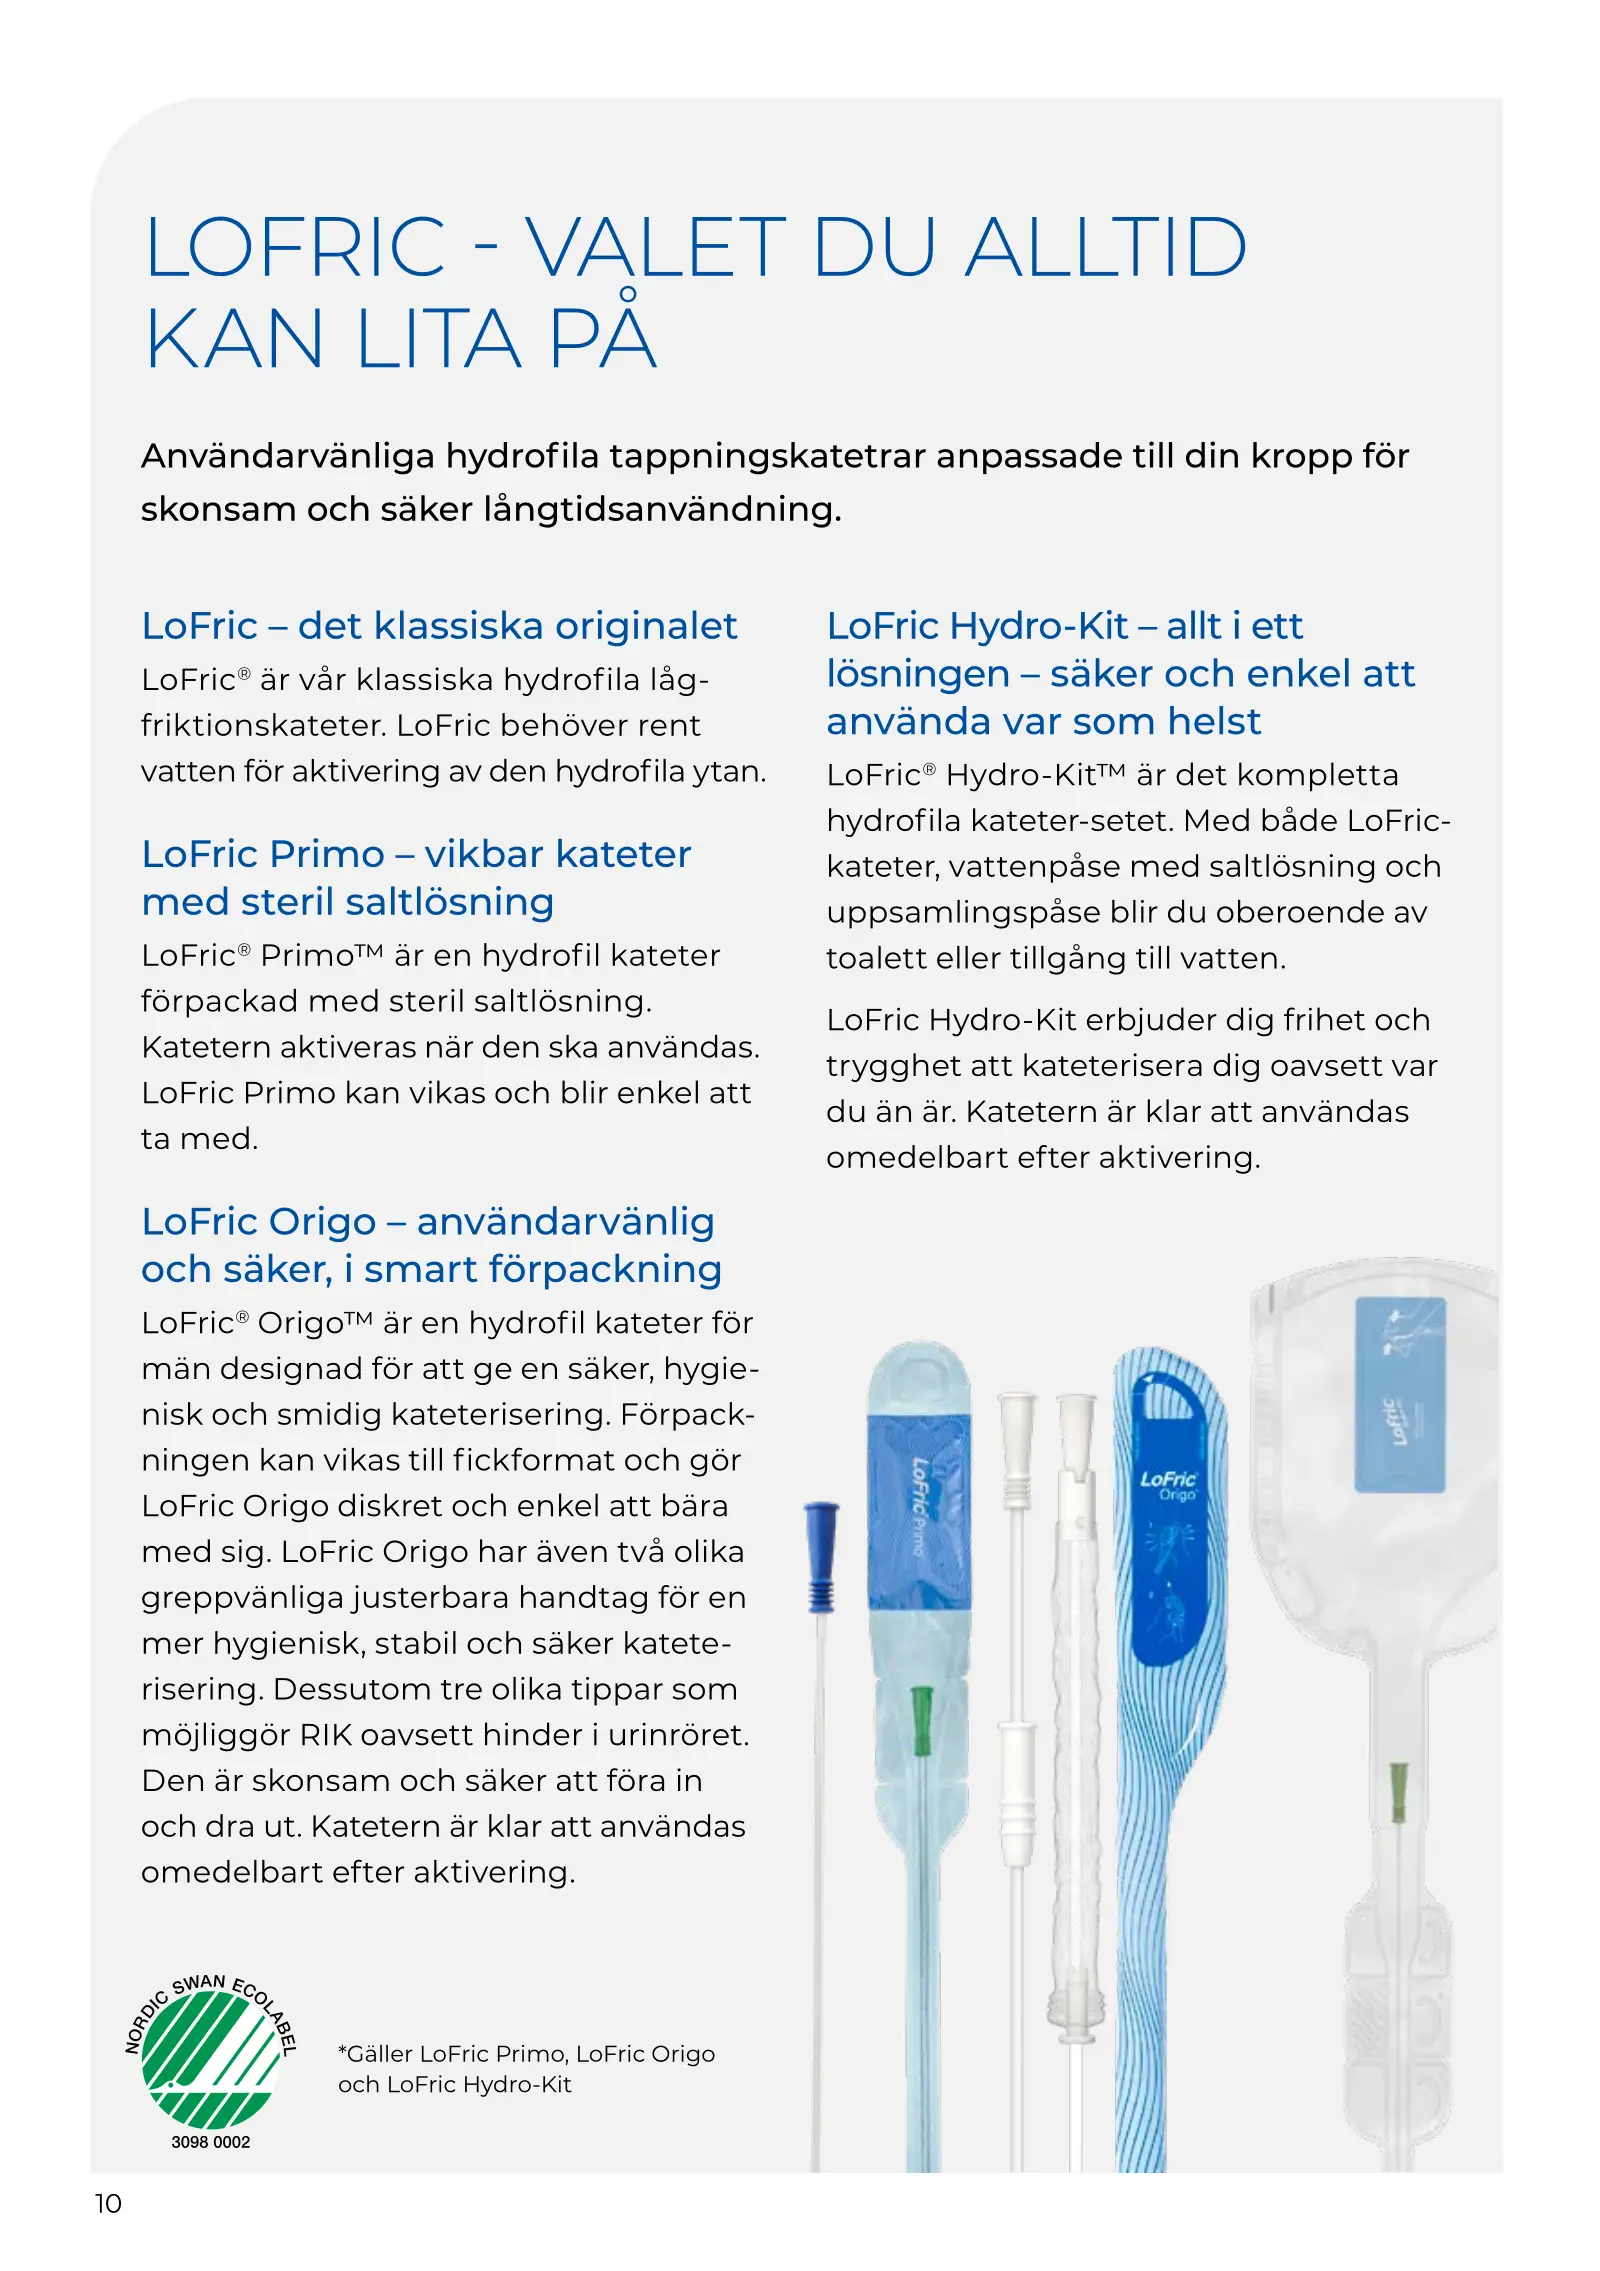 LOFRIC - VALET DU ALLTID
KAN LITA PÅ
Användarvänliga hydrofila tappningskatetrar anpassade till din kropp för
skonsam och säker långtidsanvändning.
LoFric – det klassiska originalet
LoFric® är vår klassiska hydrofila låg-
friktionskateter. LoFric behöver rent
vatten för aktivering av den hydrofila ytan.
LoFric Primo – vikbar kateter
med steril saltlösning
LoFric® Primo™ är en hydrofil kateter
förpackad med steril saltlösning.
Katetern aktiveras när den ska användas.
LoFric Primo kan vikas och blir enkel att
ta med.
LoFric Origo – användarvänlig
och säker, i smart förpackning
LoFric® Origo™ är en hydrofil kateter för
män designad för att ge en säker, hygie-
nisk och smidig kateterisering. Förpack-
ningen kan vikas till fickformat och gör
LoFric Origo diskret och enkel att bära
med sig. LoFric Origo har även två olika
greppvänliga justerbara handtag för en
mer hygienisk, stabil och säker katete-
risering. Dessutom tre olika tippar som
möjliggör RIK oavsett hinder i urinröret.
Den är skonsam och säker att föra in
och dra ut. Katetern är klar att användas
omedelbart efter aktivering.
LoFric Hydro-Kit – allt i ett
lösningen – säker och enkel att
använda var som helst
LoFric® Hydro-Kit™ är det kompletta
hydrofila kateter-setet. Med både LoFric-
kateter, vattenpåse med saltlösning och
uppsamlingspåse blir du oberoende av
toalett eller tillgång till vatten.
LoFric Hydro-Kit erbjuder dig frihet och
trygghet att kateterisera dig oavsett var
du än är. Katetern är klar att användas
omedelbart efter aktivering.
LoFric Primo
LoFric
Origo
LoFric
NORDIC SWAN ECOLABEL
3098 0002
*Gäller LoFric Primo, LoFric Origo
och LoFric Hydro-Kit
10